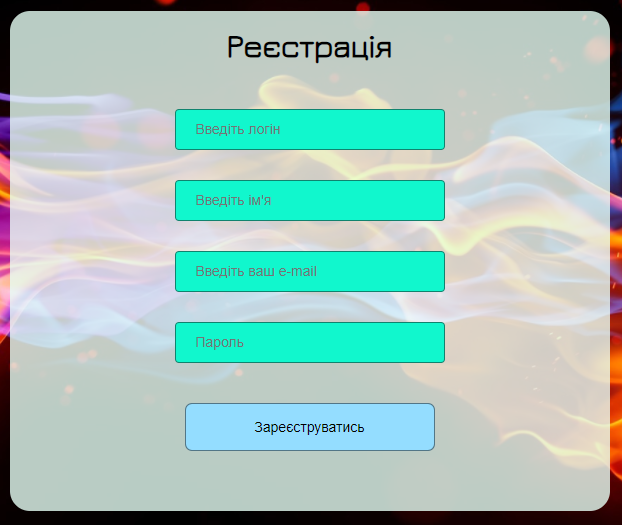 Реєстрація
Введіть логін
Введіть ім'я
Введіть ваш e-mail
Пароль
Зареєструватись